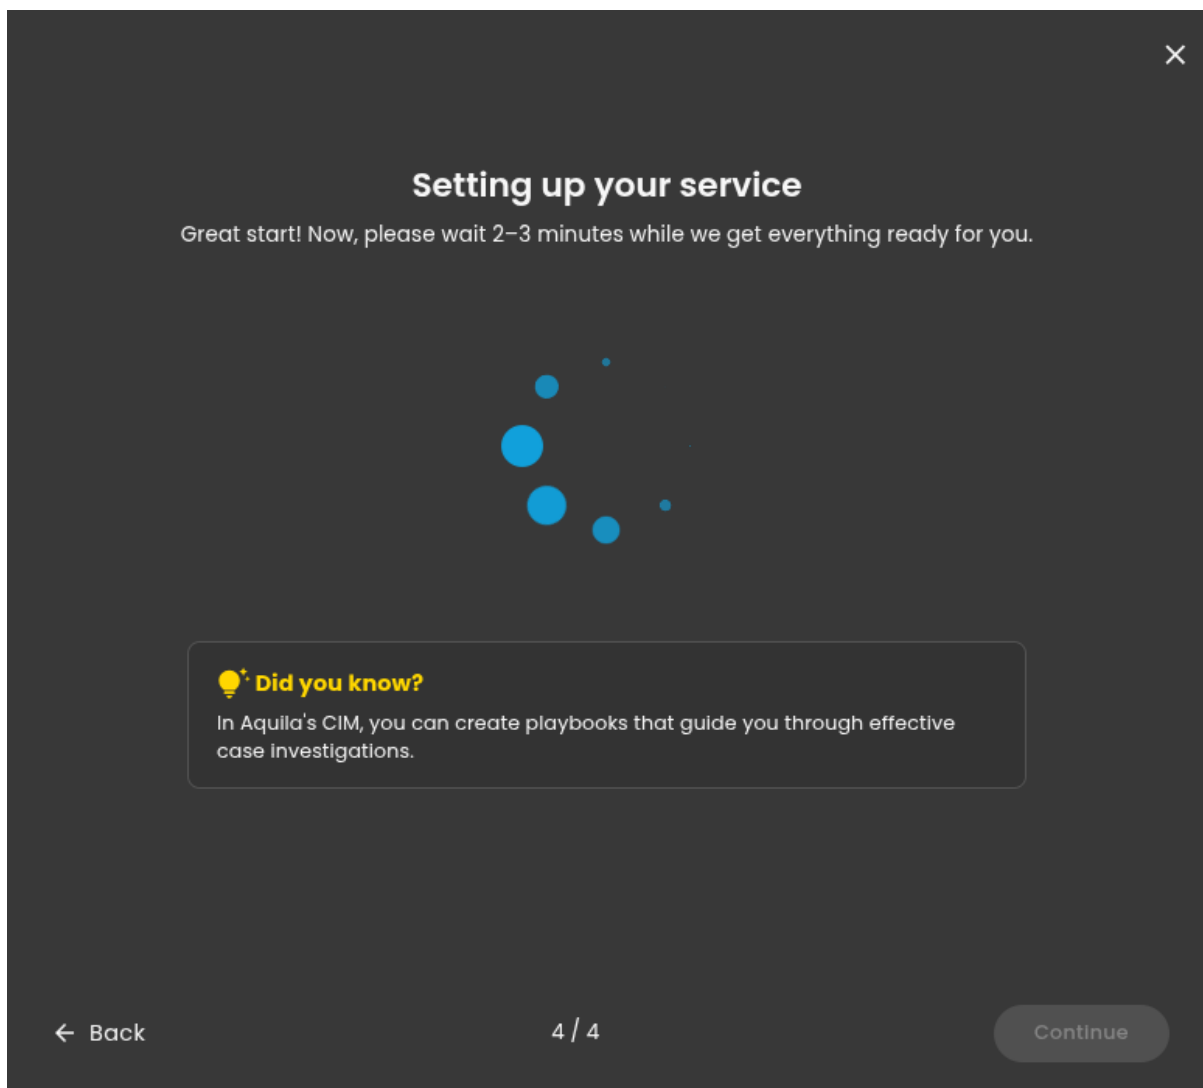 Setting up your service
Great start! Now, please wait 2–3 minutes while we get everything ready for you.
Did you know?
In Aquila's CIM, you can create playbooks that guide you through effective
case investigations.
Back
4 / 4
Continue